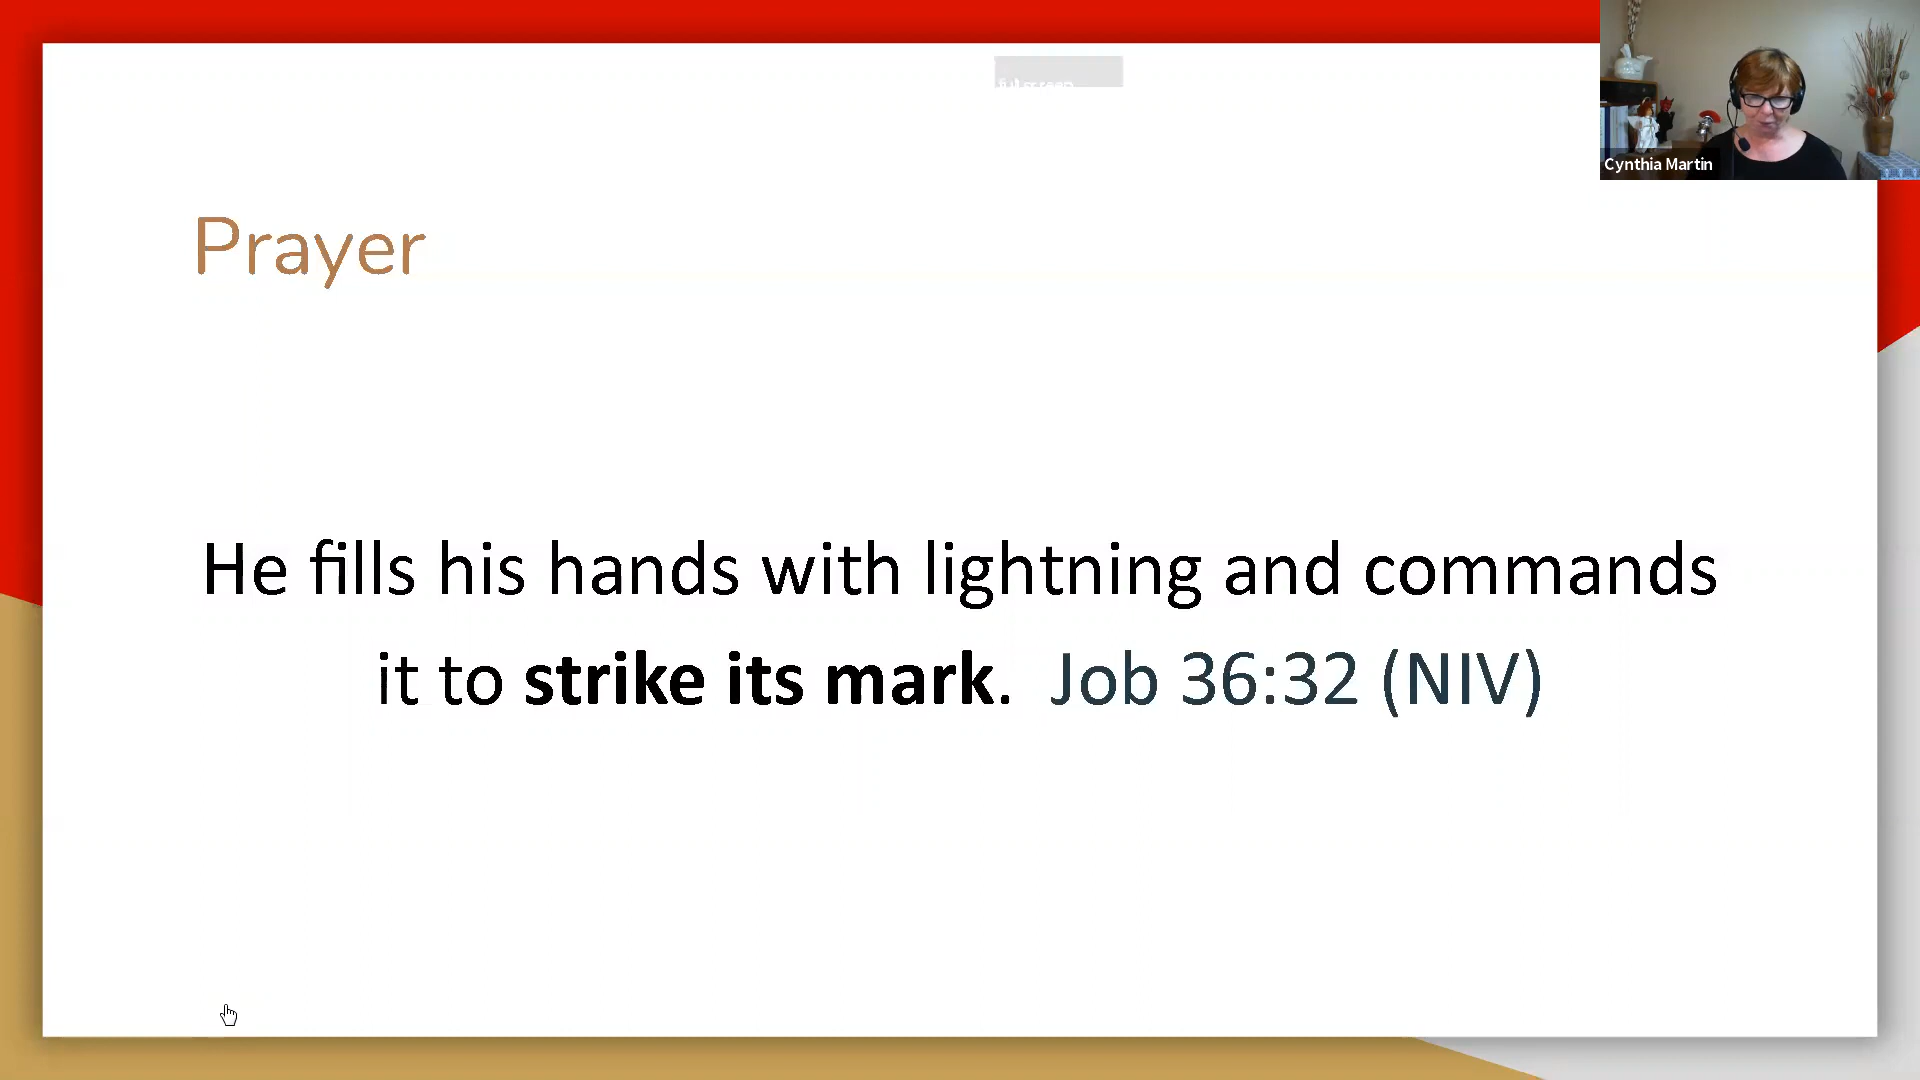 Cynthia Martin
Prayer
He fills his hands with lightning and commands
it to strike its mark. Job 36:32 (NIV)